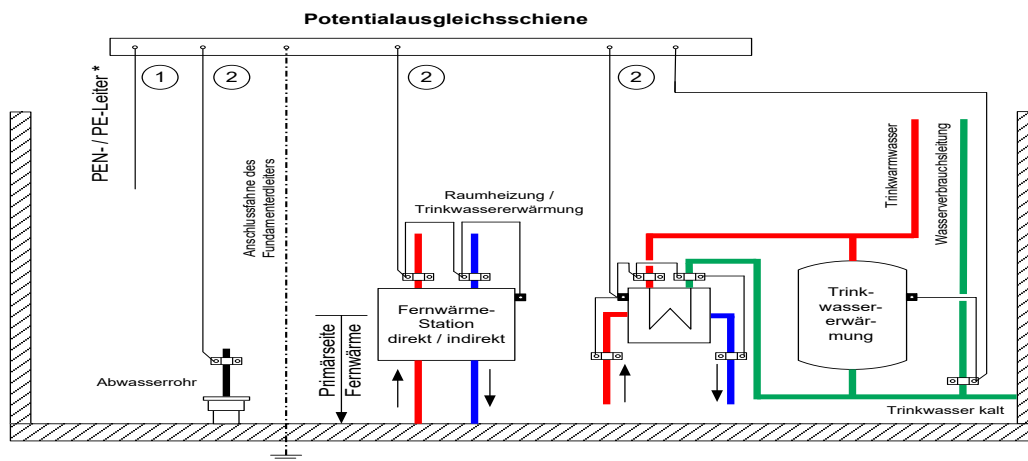 Potentialausgleichsschiene
1
2
2
2
PEN- / PE-Leiter *
Anschlussfahne des
Fundamenterdleiters
Raumheizung /
Trinkwassererwärmung
Trinkwarmwasser
Wasserverbrauchsleitung
Fernwärme-
Station
direkt / indirekt
Trink-
wasser-
erwär-
mung
Primärseite
Fernwärme
Abwasserrohr
Trinkwasser kalt